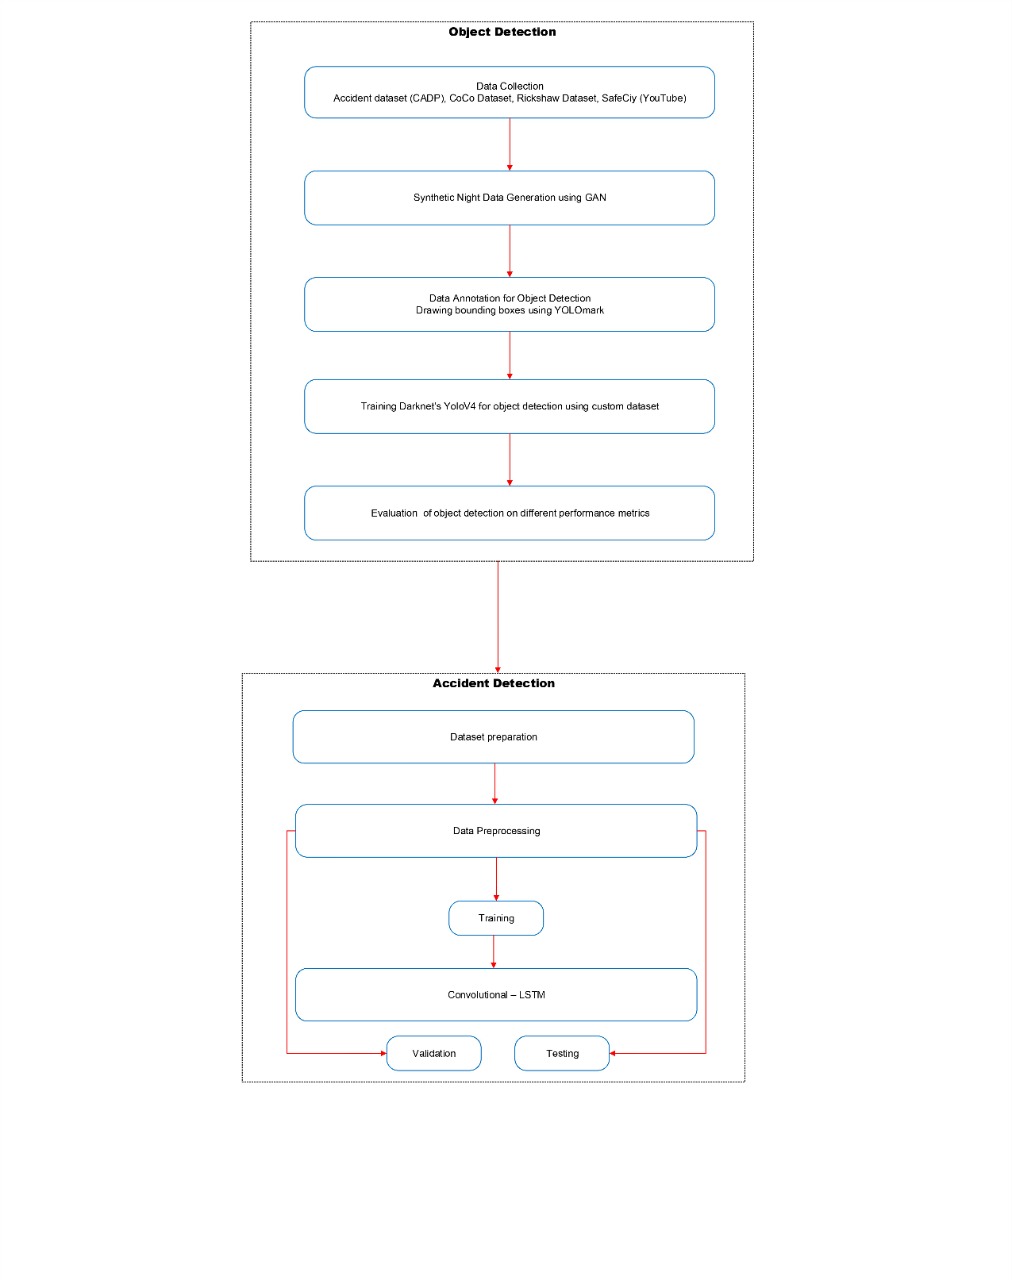 Object Detection
Data Collection
Accident dataset (CADP), CoCo Dataset, Rickshaw Dataset, SafeCiy (YouTube)
Synthetic Night Data Generation using GAN
Data Annotation for Object Detection
Drawing bounding boxes using YOLOmark
Training Darknet's YoloV4 for object detection using custom dataset
Evaluation  of object detection on different performance metrics
Accident Detection
Dataset preparation
Data Preprocessing
Training
Convolutional – LSTM
Validation
Testing